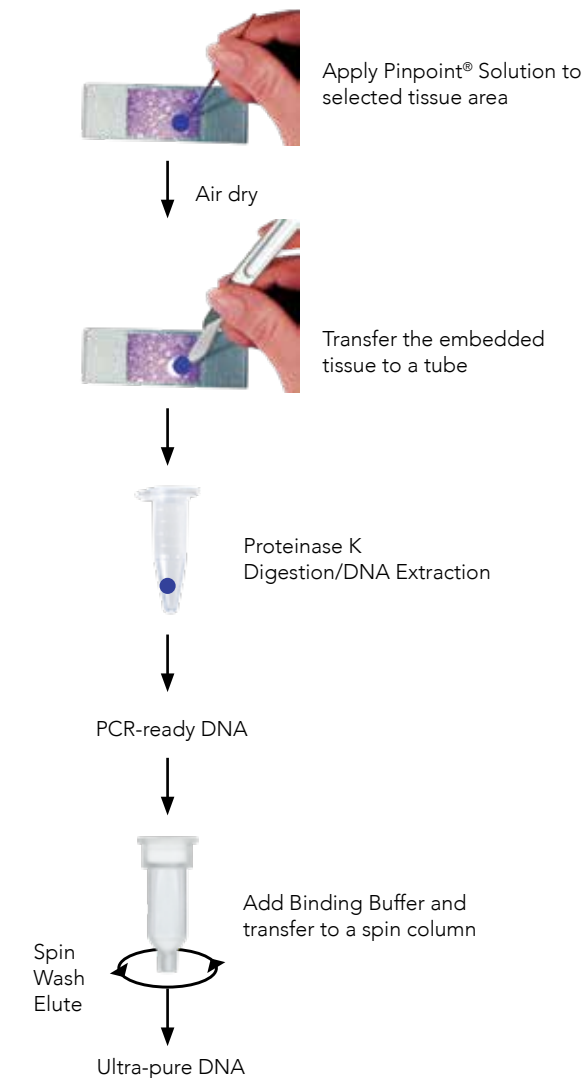 Apply Pinpoint® Solution to
selected tissue area
Air dry
Transfer the embedded
tissue to a tube
Proteinase K
Digestion/DNA Extraction
PCR-ready DNA
Add Binding Buffer and
transfer to a spin column
Spin
Wash
Elute
Ultra-pure DNA